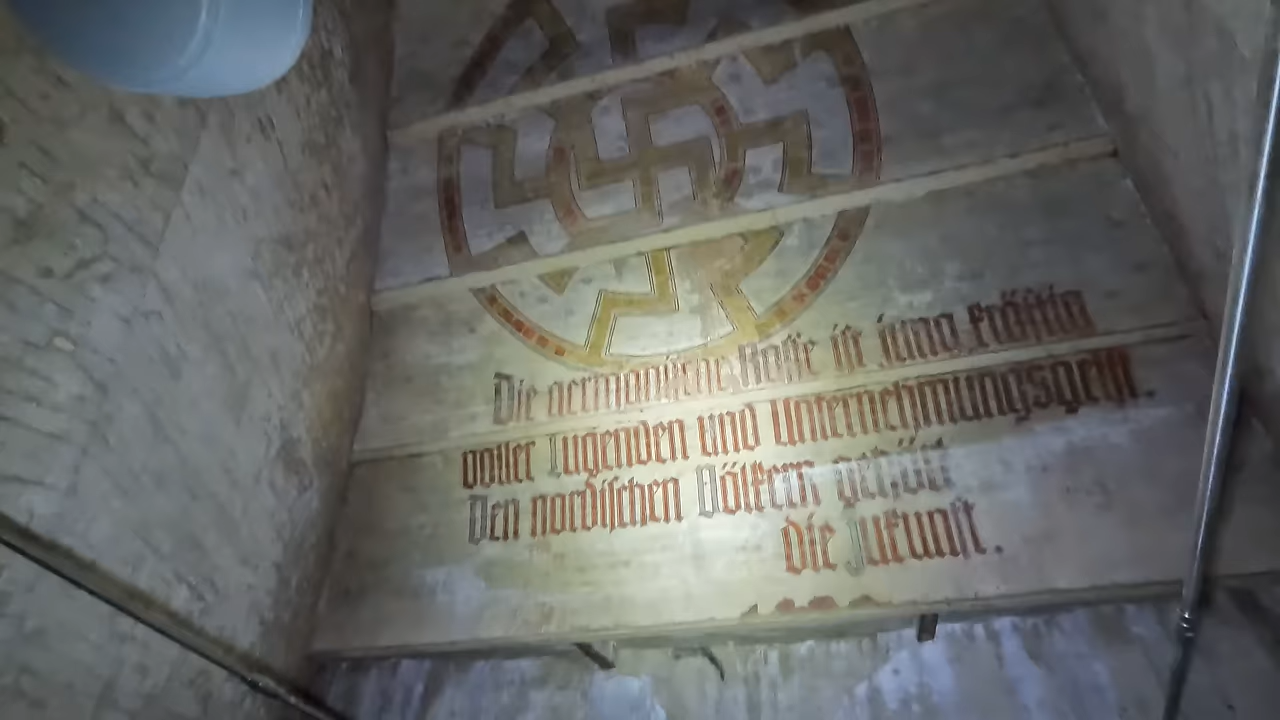 Die germanische Rasse ist jung kräftig
voller Tugenden und Unternehmungsgeist.
Den nordischen Völkern gehört
die Zukunft.